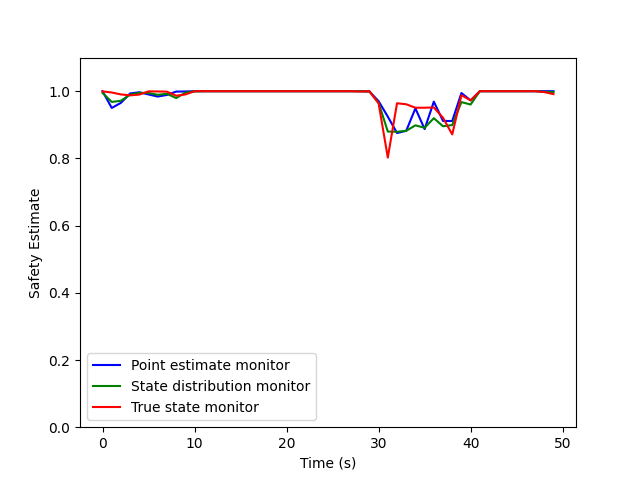 1.0
0.8
0.6
0.4
0.2
0.0
Safety Estimate
Point estimate monitor
State distribution monitor
True state monitor
0 10 20 30 40 50
Time (s)